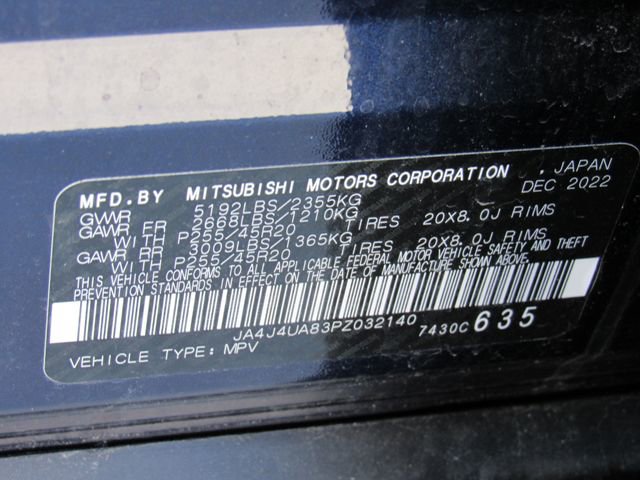 MFD.BY MITSUBISHI MOTORS CORPORATION , JAPAN
GVWR 5192LBS/2355KG DEC 2022
GAWR FR 2668LBS/1210KG
WITH P255/45R20 TIRES 20X8.0J RIMS
GAWR RR 3009LBS/1365KG
WITH P255/45R20 TIRES 20X8.0J RIMS
THIS VEHICLE CONFORMS TO ALL APPLICABLE FEDERAL MOTOR VEHICLE SAFETY AND THEFT
PREVENTION STANDARDS IN EFFECT ON THE DATE OF MANUFACTURE SHOWN ABOVE.
JA4J4UA83PZ032140 7430C 635
VEHICLE TYPE:MPV